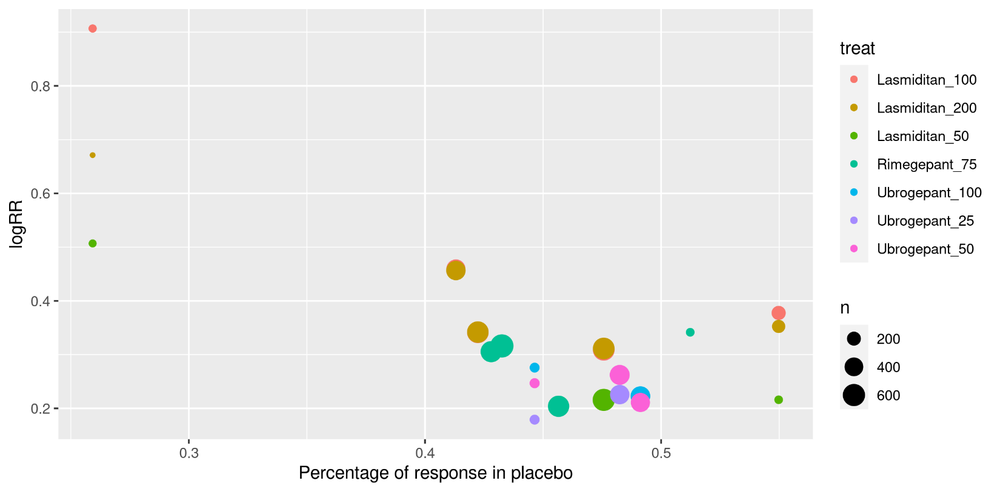 0.8
0.6
0.4
0.2
logRR
0.3
0.4
0.5
Percentage of response in placebo
treat
Lasmiditan_100
Lasmiditan_200
Lasmiditan_50
Rimegepant_75
Ubrogepant_100
Ubrogepant_25
Ubrogepant_50
n
200
400
600